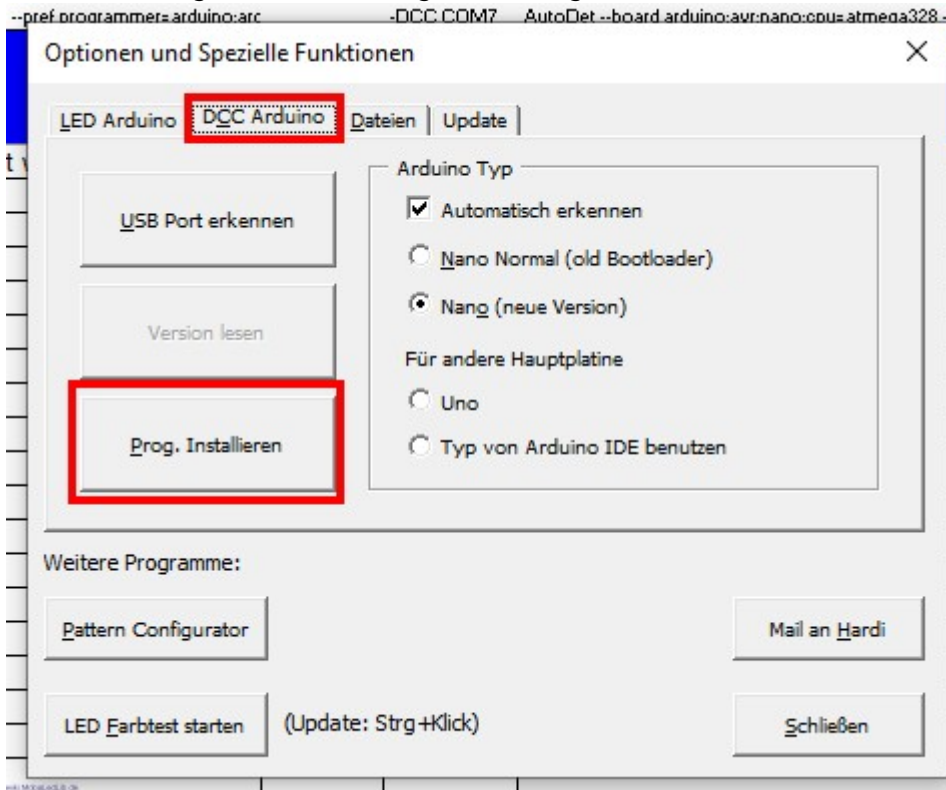 --pref programmer=arduino:arc -DCC COM7 AutoDet --board arduino:avr:nano:cpu=atmega328
Optionen und Spezielle Funktionen
LED Arduino DCC Arduino Dateien Update
Arduino Typ
USB Port erkennen
Automatisch erkennen
Nano Normal (old Bootloader)
Version lesen
Nano (neue Version)
Für andere Hauptplatine
Uno
Prog. Installieren
Typ von Arduino IDE benutzen
Weitere Programme:
Pattern Configurator
Mail an Hardi
LED Farbtest starten
(Update: Strg+Klick)
Schließen